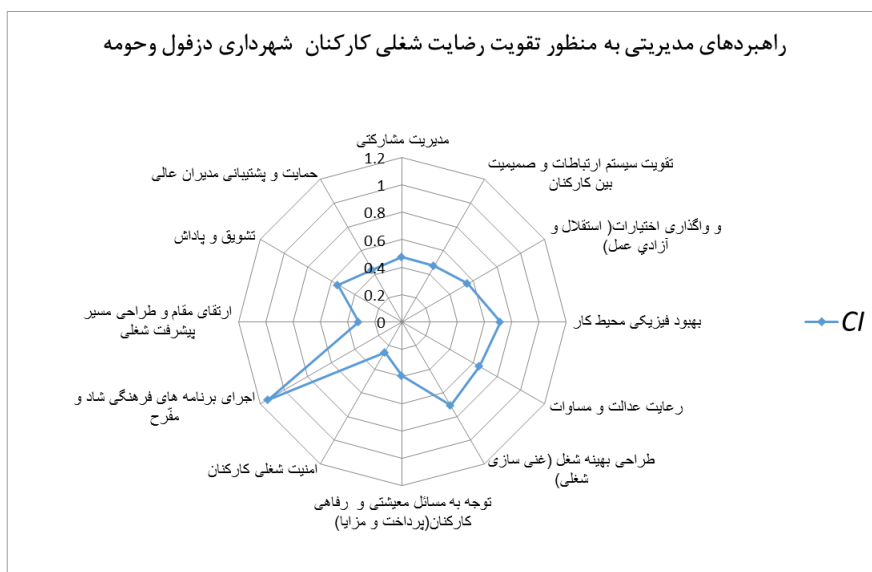 راهبردهای مدیریتی به منظور تقویت رضایت شغلی کارکنان شهرداری دزفول وحومه
مدیریت مشارکتی
تقویت سیستم ارتباطات و صمیمیت
بین کارکنان
و واگذاری اختیارات( استقلال و
آزادي عمل)
بهبود فیزیکی محیط کار
رعایت عدالت و مساوات
طراحی بهینه شغل (غنی سازی
شغلی)
توجه به مسائل معیشتی و رفاهی
کارکنان(پرداخت و مزایا)
امنیت شغلی کارکنان
اجرای برنامه های فرهنگی شاد و
مفّرح
ارتقای مقام و طراحی مسیر
پیشرفت شغلی
تشویق و پاداش
حمایت و پشتیبانی مدیران عالی
1.2
1
0.8
0.6
0.4
0.2
0
CI